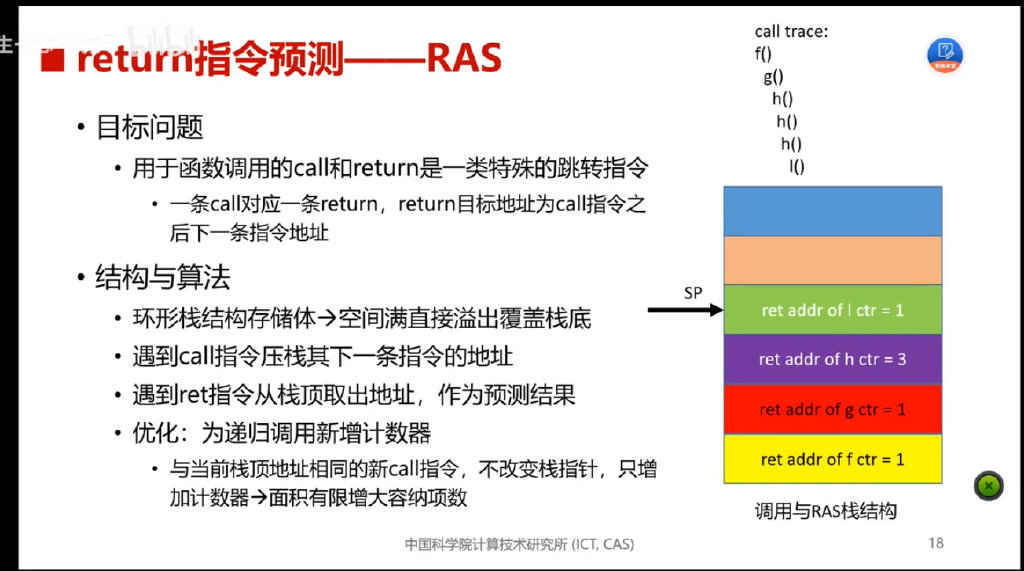 return指令预测——RAS
• 目标问题
• 用于函数调用的call和return是一类特殊的跳转指令
• 一条call对应一条return，return目标地址为call指令之
后下一条指令地址
• 结构与算法
• 环形栈结构存储体→空间满直接溢出覆盖栈底
• 遇到call指令压栈其下一条指令的地址
• 遇到ret指令从栈顶取出地址，作为预测结果
• 优化：为递归调用新增计数器
• 与当前栈顶地址相同的新call指令，不改变栈指针，只增
加计数器→面积有限增大容纳项数
call trace:
f()
g()
h()
h()
h()
l()
SP
ret addr of l ctr = 1
ret addr of h ctr = 3
ret addr of g ctr = 1
ret addr of f ctr = 1
调用与RAS栈结构
中国科学院计算技术研究所 (ICT, CAS)
18